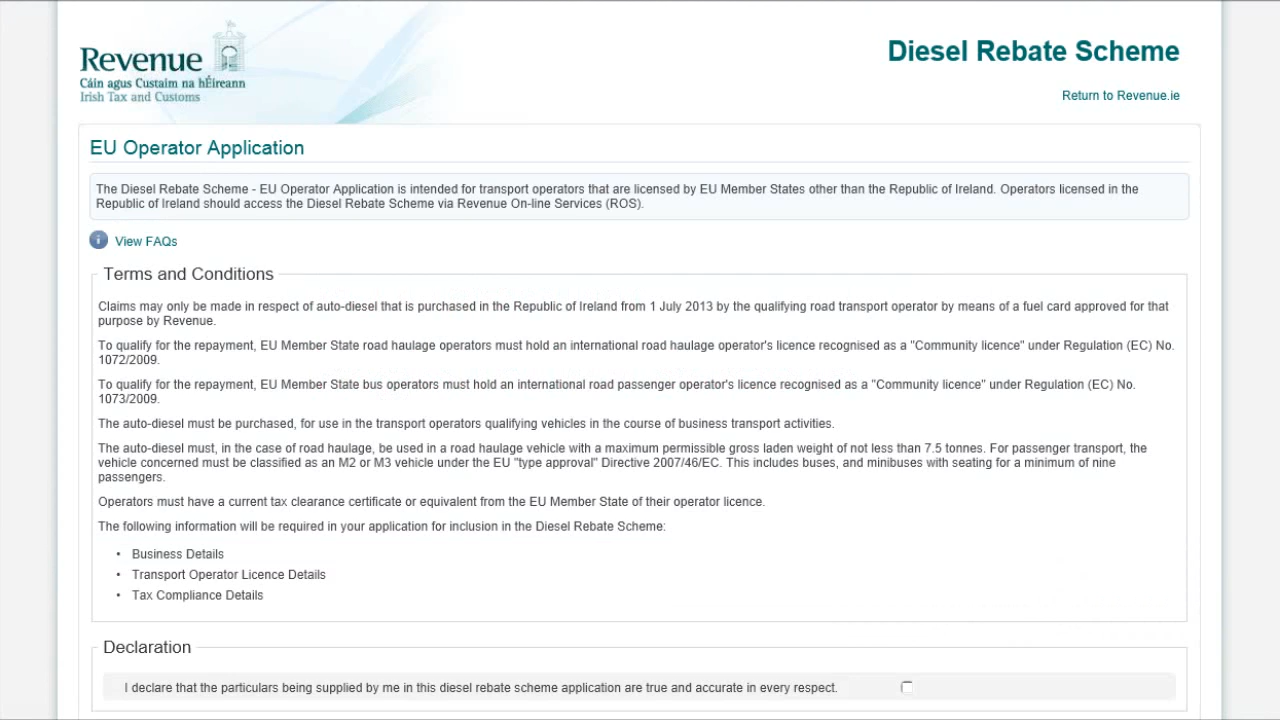 Revenue
Cáin agus Custaim na hÉireann
Irish Tax and Customs
Diesel Rebate Scheme
Return to Revenue.ie
EU Operator Application
The Diesel Rebate Scheme - EU Operator Application is intended for transport operators that are licensed by EU Member States other than the Republic of Ireland. Operators licensed in the
Republic of Ireland should access the Diesel Rebate Scheme via Revenue On-line Services (ROS).
View FAQs
Terms and Conditions
Claims may only be made in respect of auto-diesel that is purchased in the Republic of Ireland from 1 July 2013 by the qualifying road transport operator by means of a fuel card approved for that
purpose by Revenue.
To qualify for the repayment, EU Member State road haulage operators must hold an international road haulage operator's licence recognised as a "Community licence" under Regulation (EC) No.
1072/2009.
To qualify for the repayment, EU Member State bus operators must hold an international road passenger operator's licence recognised as a "Community licence" under Regulation (EC) No.
1073/2009.
The auto-diesel must be purchased, for use in the transport operators qualifying vehicles in the course of business transport activities.
The auto-diesel must, in the case of road haulage, be used in a road haulage vehicle with a maximum permissible gross laden weight of not less than 7.5 tonnes. For passenger transport, the
vehicle concerned must be classified as an M2 or M3 vehicle under the EU "type approval" Directive 2007/46/EC. This includes buses, and minibuses with seating for a minimum of nine
passengers.
Operators must have a current tax clearance certificate or equivalent from the EU Member State of their operator licence.
The following information will be required in your application for inclusion in the Diesel Rebate Scheme:
• Business Details
• Transport Operator Licence Details
• Tax Compliance Details
Declaration
I declare that the particulars being supplied by me in this diesel rebate scheme application are true and accurate in every respect.